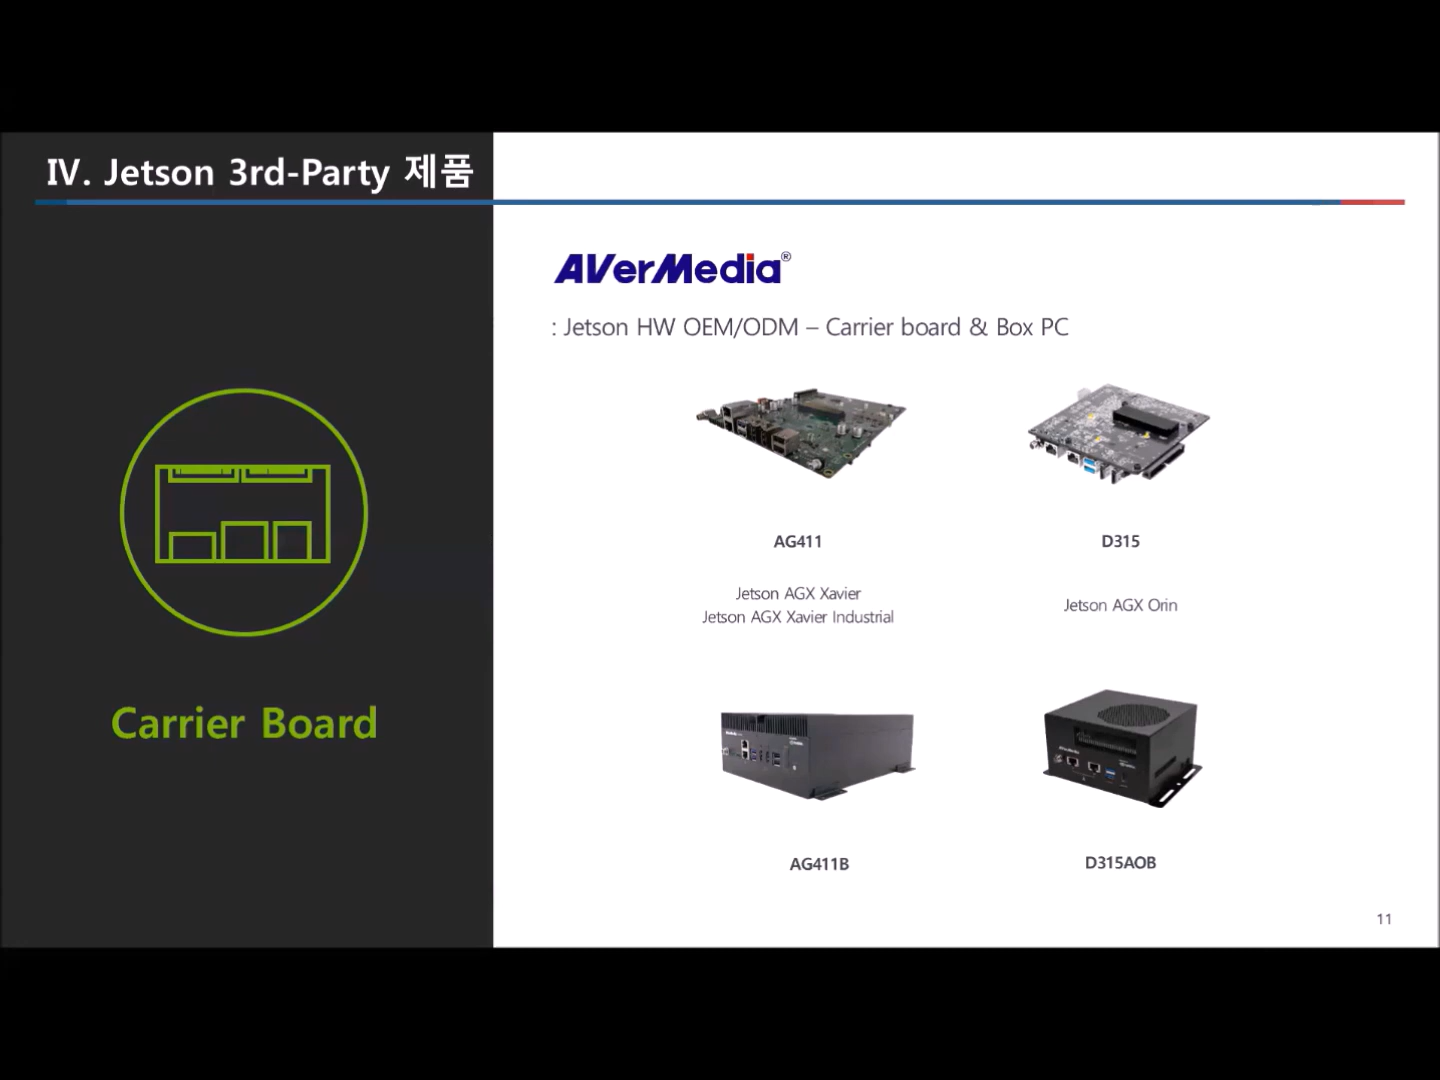 IV. Jetson 3rd-Party 제품
AVerMedia®
: Jetson HW OEM/ODM – Carrier board & Box PC
AG411
D315
Jetson AGX Xavier
Jetson AGX Xavier Industrial
Jetson AGX Orin
Carrier Board
AVerMedia
AG411B
D315AOB
11